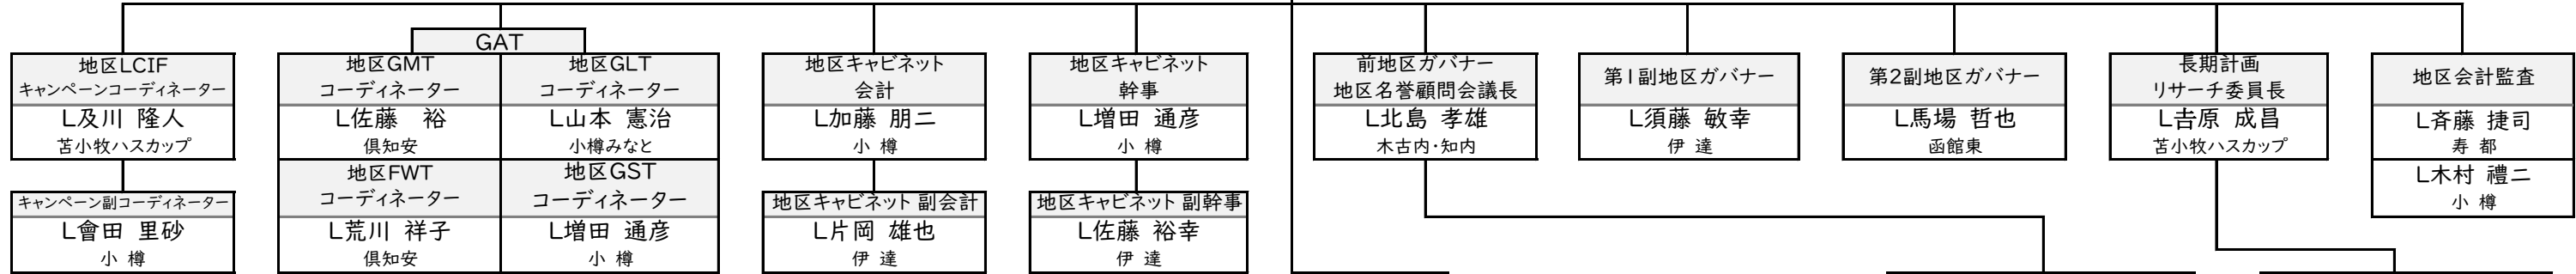 GAT
地区LCIF
キャンペーンコーディネーター
L及川 隆人
苫小牧ハスカップ
キャンペーン副コーディネーター
L會田 里砂
小 樽
地区GMT
コーディネーター
L佐藤　裕
倶知安
地区GLT
コーディネーター
L山本 憲治
小樽みなと
地区FWT
コーディネーター
L荒川 祥子
倶知安
地区GST
コーディネーター
L増田 通彦
小 樽
地区キャビネット
会計
L加藤 朋二
小 樽
地区キャビネット 副会計
L片岡 雄也
伊 達
地区キャビネット
幹事
L増田 通彦
小 樽
地区キャビネット 副幹事
L佐藤 裕幸
伊 達
前地区ガバナー
地区名誉顧問会議長
L北島 孝雄
木古内・知内
第1副地区ガバナー
L須藤 敏幸
伊 達
第2副地区ガバナー
L馬場 哲也
函館東
長期計画
リサーチ委員長
L𠮷原 成昌
苫小牧ハスカップ
地区会計監査
L斉藤 捷司
寿 都
L木村 禮二
小 樽